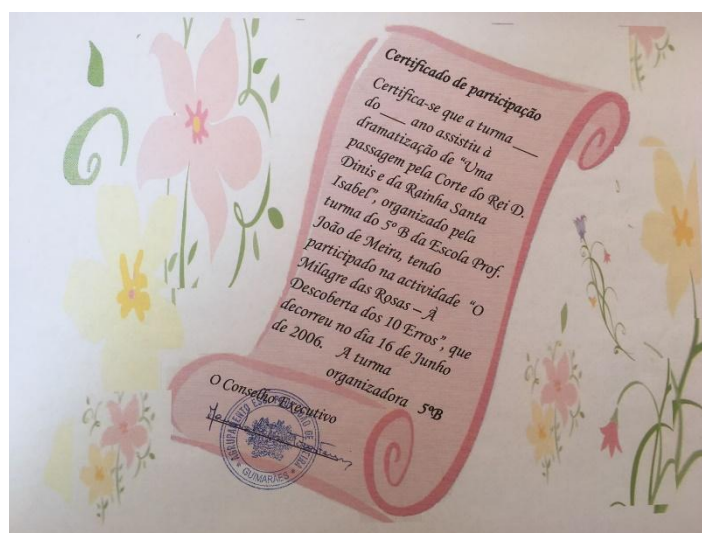 Certificado de participação
Certifica-se que a turma ___
do ___ ano assistiu à
dramatização de "Uma
passagem pela Corte do Rei D.
Dinis e da Rainha Santa
Isabel", organizado pela
turma do 5º B da Escola Prof.
João de Meira, tendo
participado na actividade "O
Milagre das Rosas – À
Descoberta dos 10 Erros", que
decorreu no dia 16 de Junho
de 2006. A turma
organizadora 5ºB
O Conselho Executivo
AGRUPAMENTO DE MEIRA
GUIMARÃES